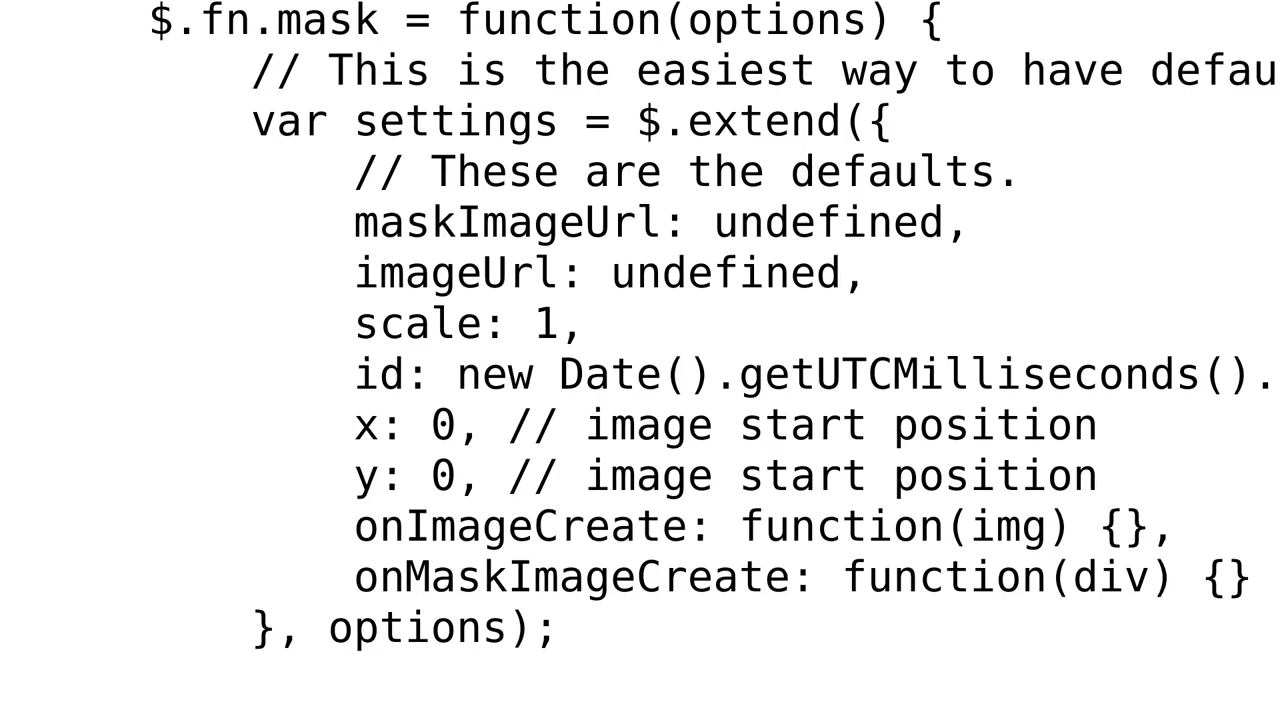 $.fn.mask = function(options) {
// This is the easiest way to have defau
var settings = $.extend({
// These are the defaults.
maskImageUrl: undefined,
imageUrl: undefined,
scale: 1,
id: new Date().getUTCMilliseconds().
x: 0, // image start position
y: 0, // image start position
onImageCreate: function(img) {},
onMaskImageCreate: function(div) {}
}, options);